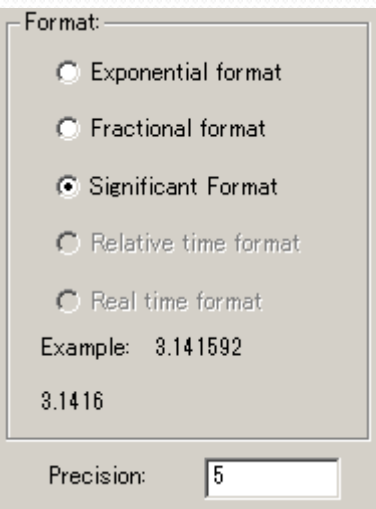 Format:
Exponential format
Fractional format
Significant Format
Relative time format
Real time format
Example: 3.141592
3.1416
Precision: 5